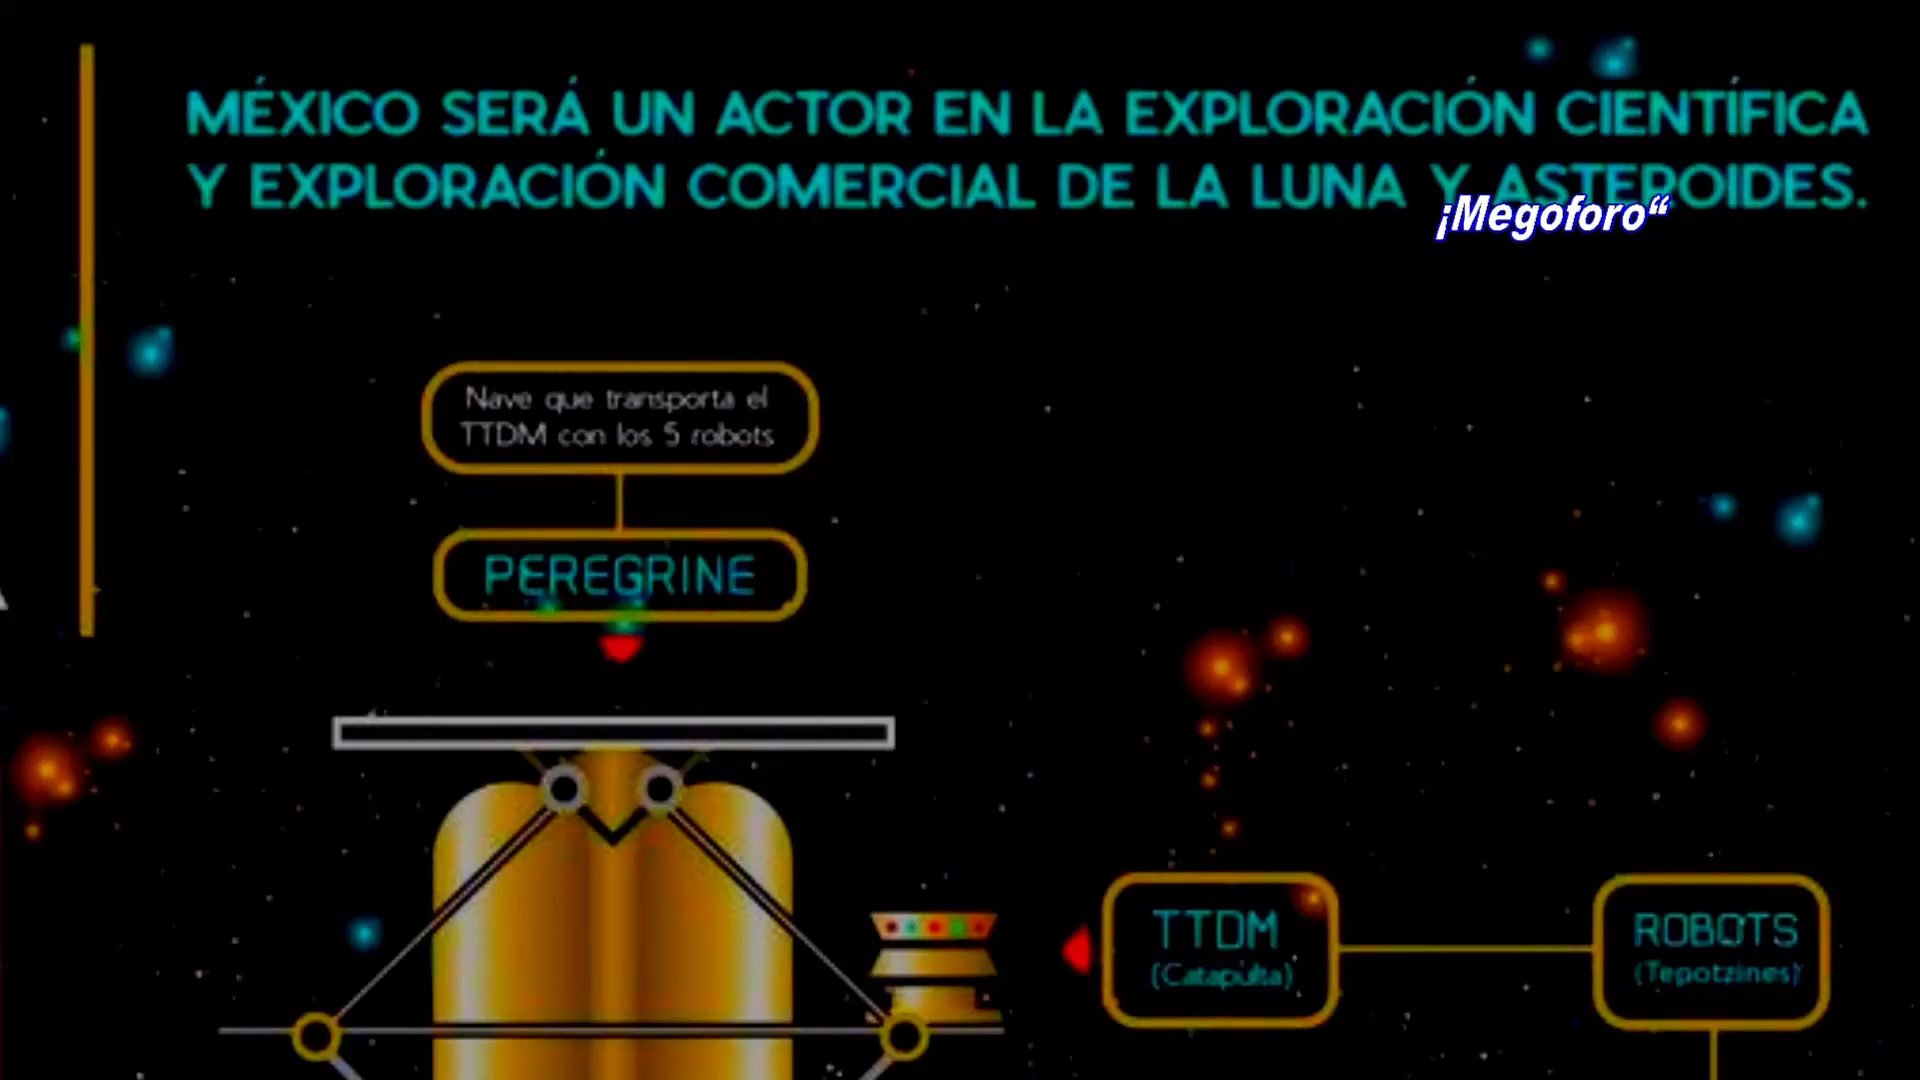 MÉXICO SERÁ UN ACTOR EN LA EXPLORACIÓN CIENTÍFICA
Y EXPLORACIÓN COMERCIAL DE LA LUNA Y ASTEROIDES.
¡Megoforo“
Nave que transporta el
TTDM con los 5 robots
PEREGRINE
TTDM
(Catapulta)
ROBOTS
(Tepotzines)